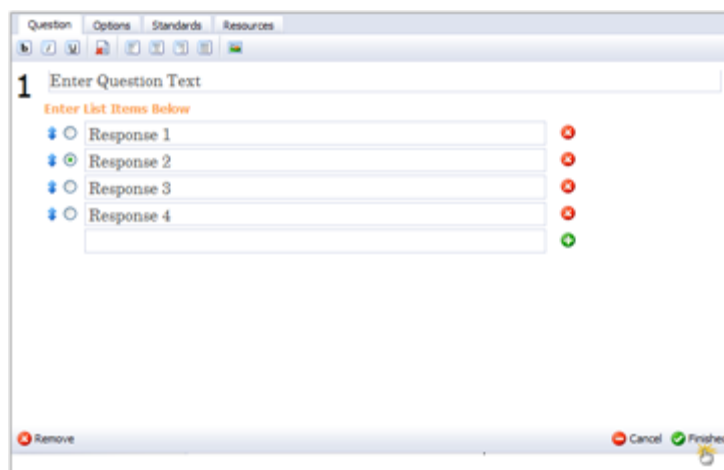 Question Options Standards Resources
b i U
1 Enter Question Text
Enter List Items Below
Response 1
Response 2
Response 3
Response 4
Remove Cancel Finished